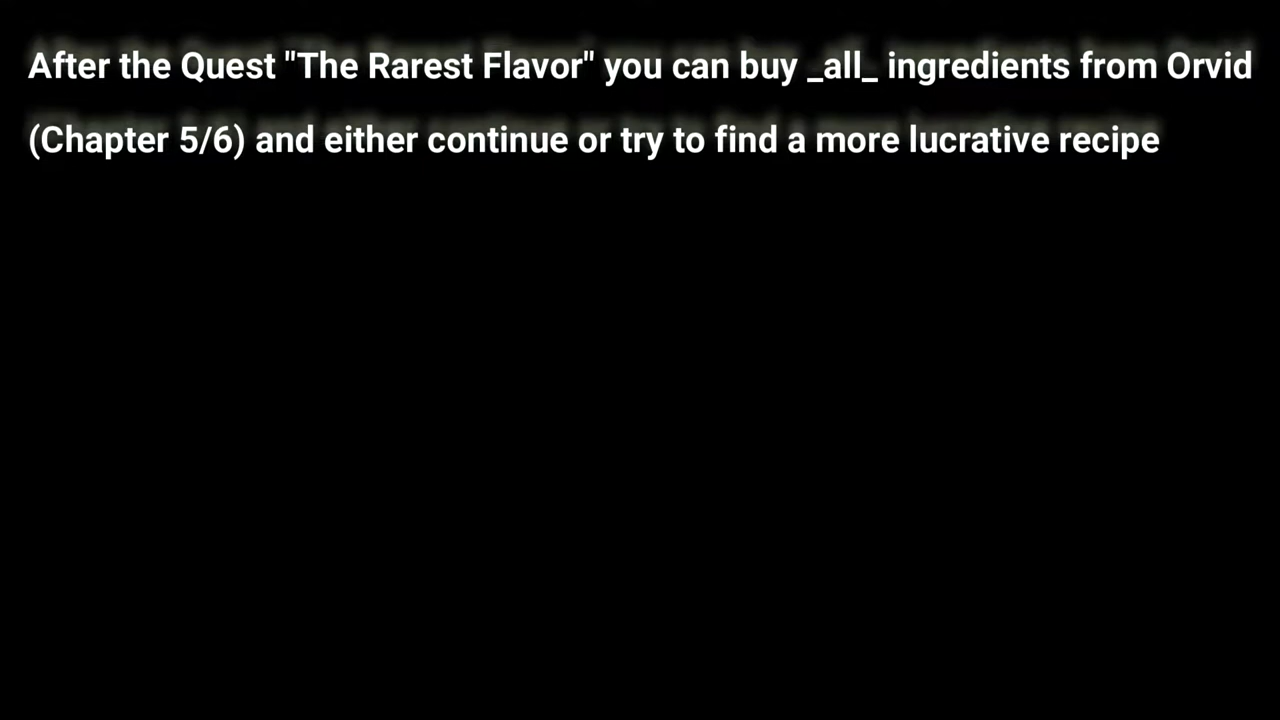 After the Quest "The Rarest Flavor" you can buy _all_ ingredients from Orvid
(Chapter 5/6) and either continue or try to find a more lucrative recipe